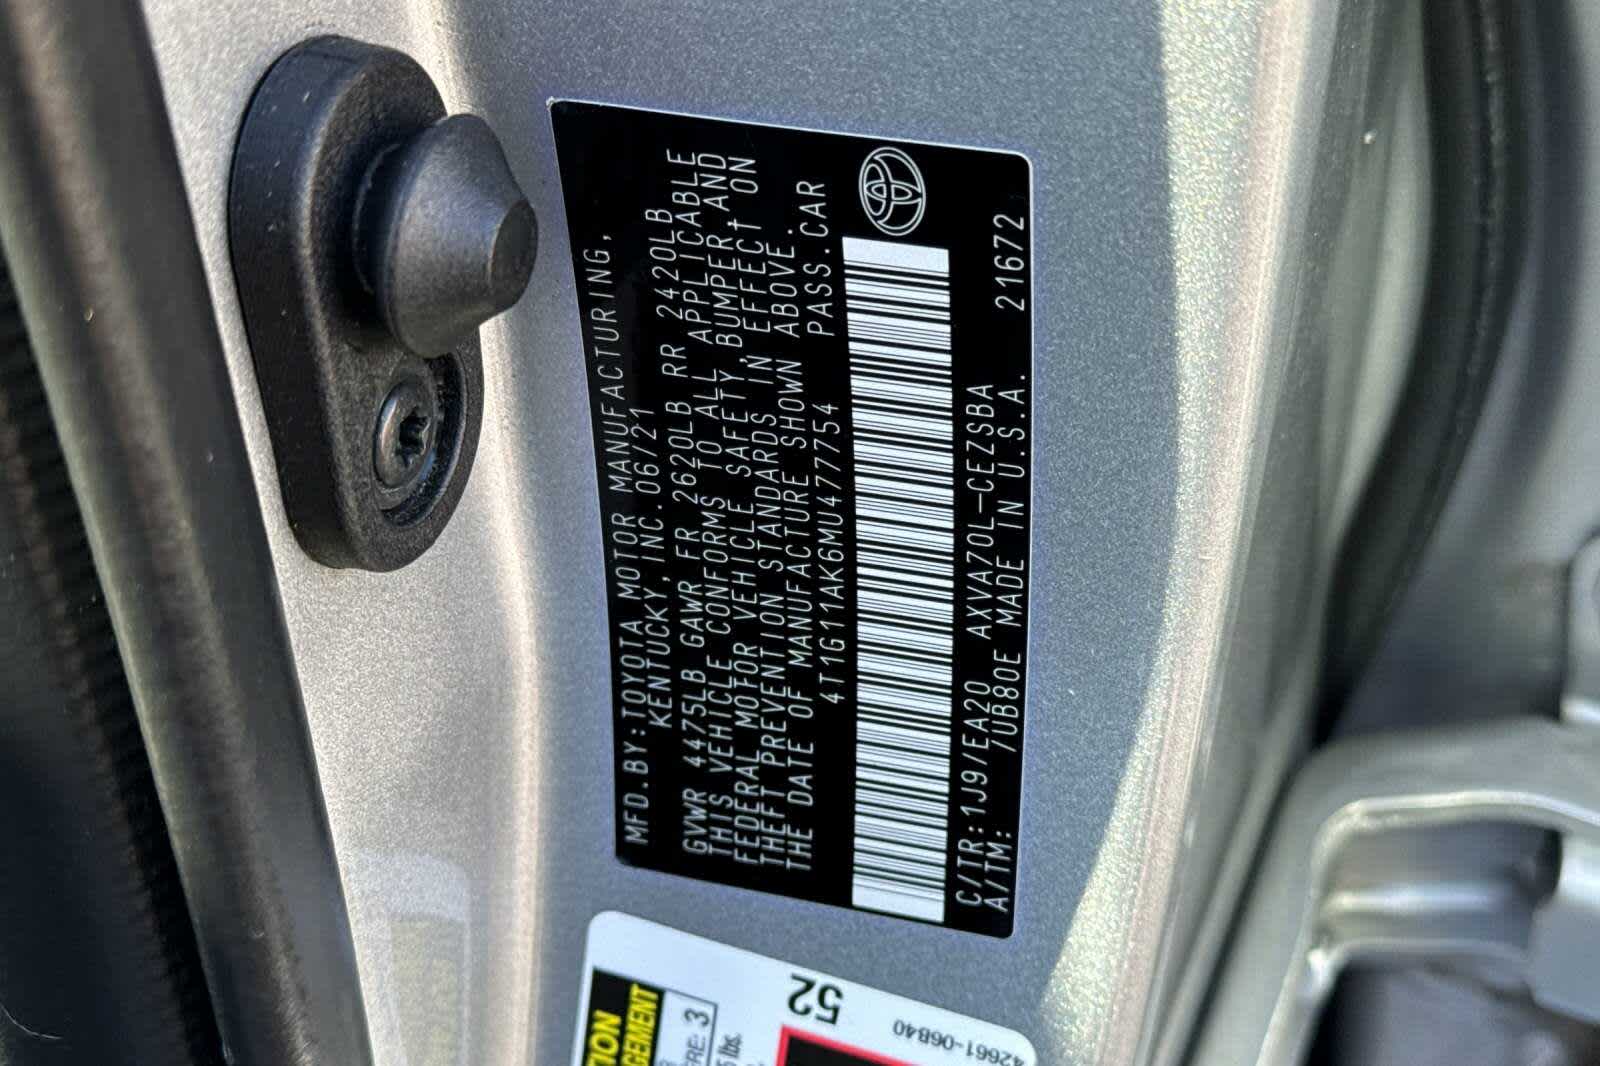 MFD.BY:TOYOTA MOTOR MANUFACTURING,
KENTUCKY,INC.06/21
GVWR 4475LB GAWR FR 2620LB RR 2420LB
THIS VEHICLE CONFORMS TO ALL APPLICABLE
FEDERAL MOTOR VEHICLE SAFETY, BUMPER, AND
THEFT PREVENTION STANDARDS IN EFFECT ON
THE DATE OF MANUFACTURE SHOWN ABOVE.
4T1G11AK6MU477754 PASS.CAR
C/TR:1J9/EA20 AXVA70L-CEZSBA 21672
A/TM: /UB80E MADE IN U.S.A.
52
42661-06B40
3
lbs.